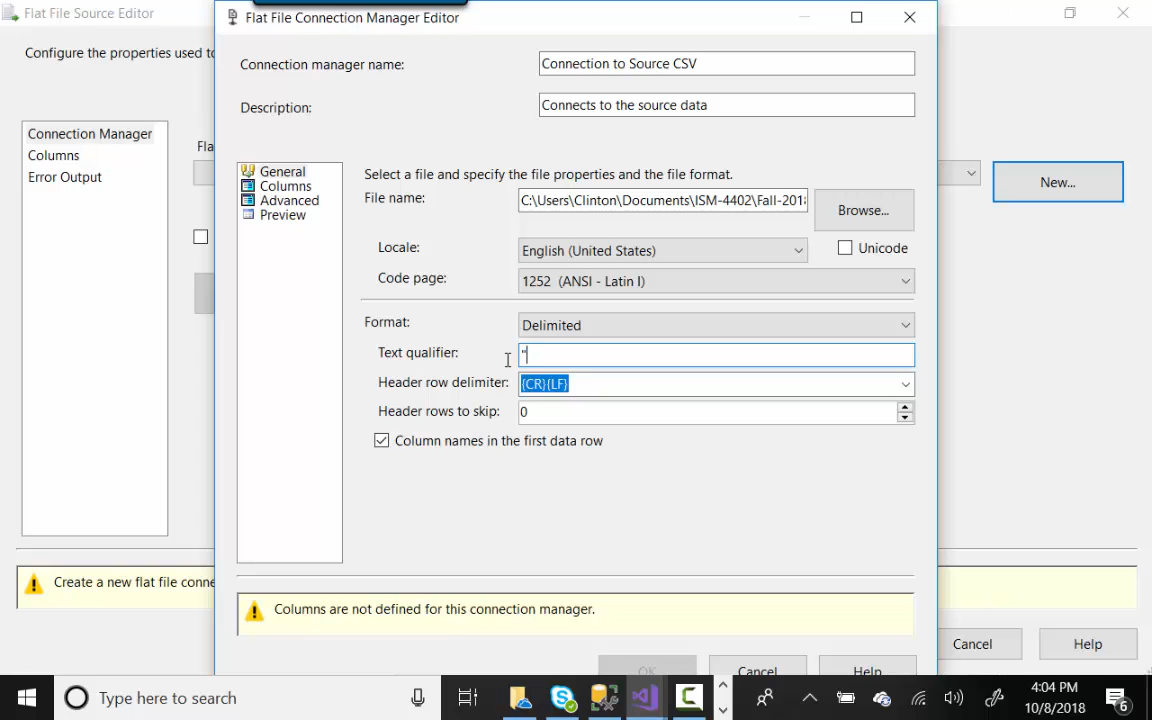 Flat File Source Editor
Flat File Connection Manager Editor
Configure the properties used to
Connection manager name:
Connection to Source CSV
Description:
Connects to the source data
Connection Manager
Columns
Error Output
Fla
New...
General
Columns
Advanced
Preview
Select a file and specify the file properties and the file format.
File name:
C:\Users\Clinton\Documents\ISM-4402\Fall-2018
Browse...
Locale:
English (United States)
Unicode
Code page:
1252 (ANSI - Latin I)
Format:
Delimited
Text qualifier:
"
Header row delimiter:
{CR}{LF}
Header rows to skip:
0
Column names in the first data row
Create a new flat file conne
Columns are not defined for this connection manager.
Cancel
Help
OK
Cancel
Help
Type here to search
4:04 PM
10/8/2018
6